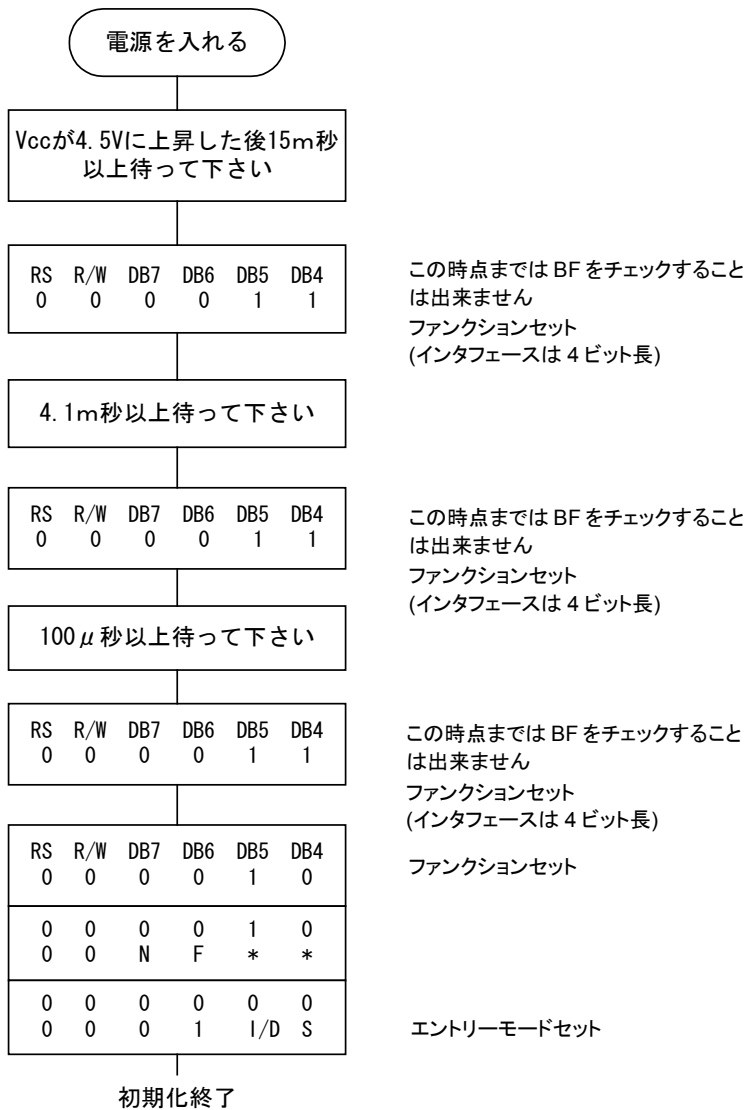 電源を入れる
Vccが4.5Vに上昇した後15m秒
以上待って下さい
RS R/W DB7 DB6 DB5 DB4
0 0 0 0 1 1
この時点までは BF をチェックすること
は出来ません
ファンクションセット
(インタフェースは 4 ビット長)
4.1m秒以上待って下さい
RS R/W DB7 DB6 DB5 DB4
0 0 0 0 1 1
この時点までは BF をチェックすること
は出来ません
ファンクションセット
(インタフェースは 4 ビット長)
100μ秒以上待って下さい
RS R/W DB7 DB6 DB5 DB4
0 0 0 0 1 1
この時点までは BF をチェックすること
は出来ません
ファンクションセット
(インタフェースは 4 ビット長)
RS R/W DB7 DB6 DB5 DB4
0 0 0 0 1 0
ファンクションセット
0 0 0 0 1 0
0 0 N F * *
0 0 0 0 0 0
0 0 0 1 I/D S
エントリーモードセット
初期化終了